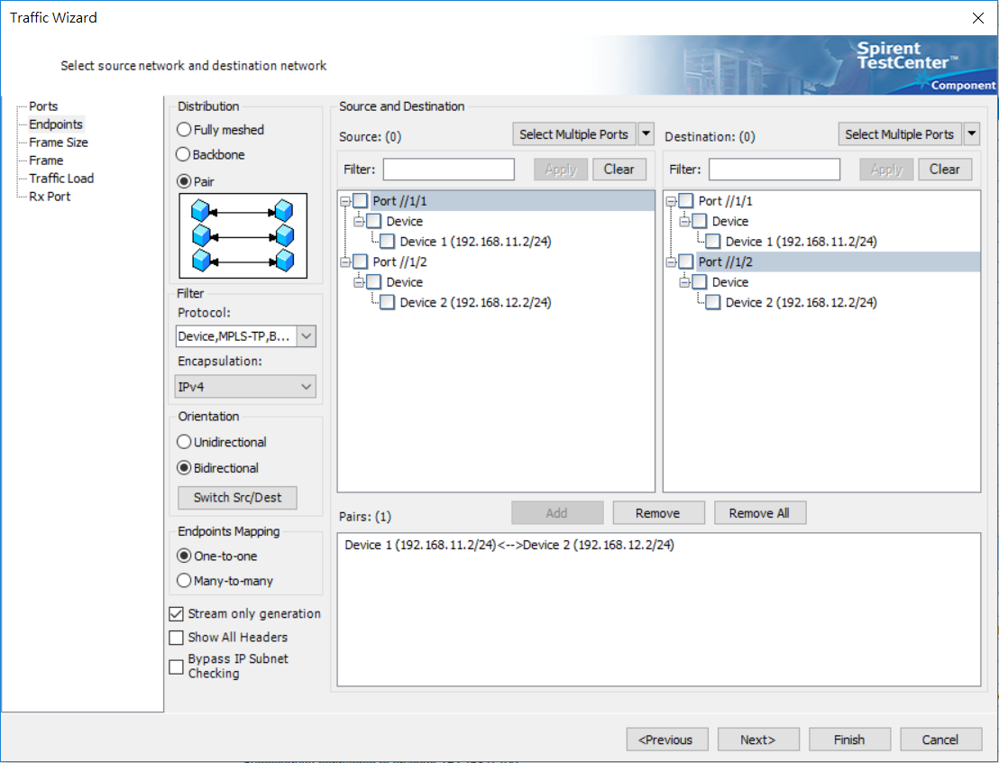 Traffic Wizard
Select source network and destination network
Spirent
TestCenter™
Component
Ports
Endpoints
Frame Size
Frame
Traffic Load
Rx Port
Distribution
Fully meshed
Backbone
Pair
Filter
Protocol:
Device,MPLS-TP,B...
Encapsulation:
IPv4
Orientation
Unidirectional
Bidirectional
Switch Src/Dest
Endpoints Mapping
One-to-one
Many-to-many
Stream only generation
Show All Headers
Bypass IP Subnet
Checking
Source and Destination
Source: (0)
Select Multiple Ports
Filter:
Apply
Clear
Port //1/1
Device
Device 1 (192.168.11.2/24)
Port //1/2
Device
Device 2 (192.168.12.2/24)
Destination: (0)
Select Multiple Ports
Filter:
Apply
Clear
Port //1/1
Device
Device 1 (192.168.11.2/24)
Port //1/2
Device
Device 2 (192.168.12.2/24)
Pairs: (1)
Add
Remove
Remove All
Device 1 (192.168.11.2/24)<-->Device 2 (192.168.12.2/24)
<Previous
Next>
Finish
Cancel